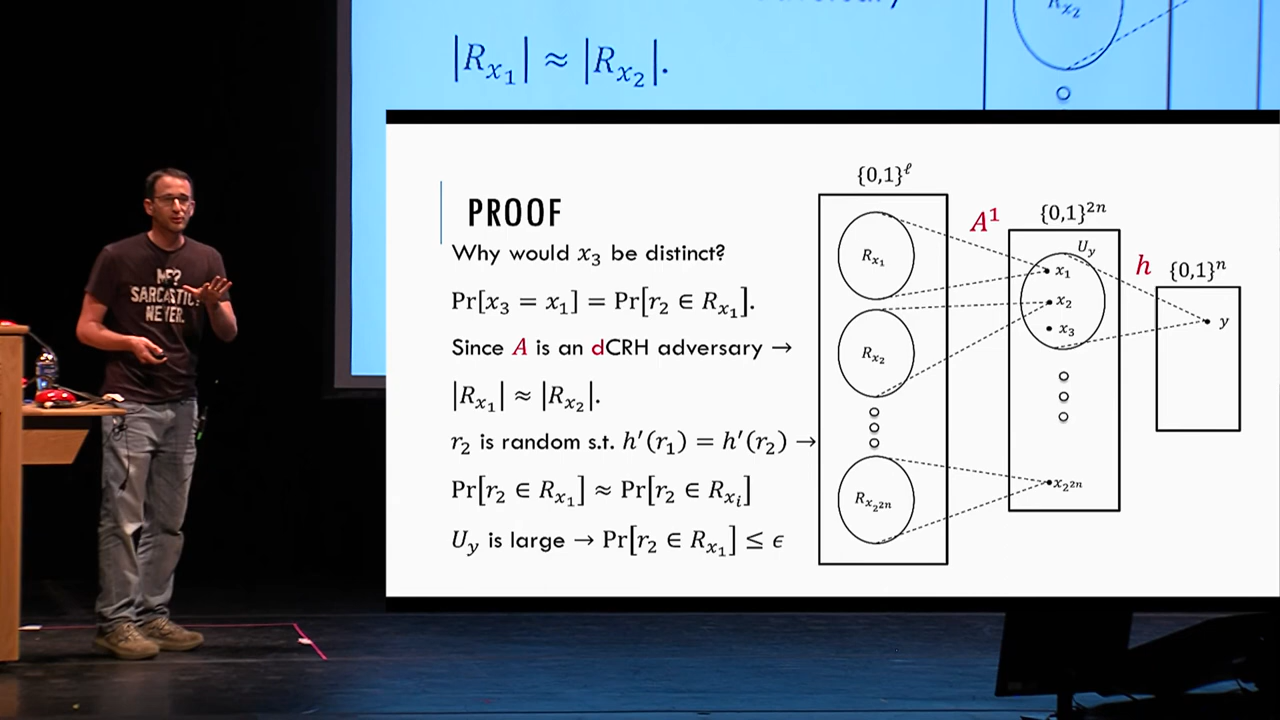 |R_{x_1}| ≈ |R_{x_2}|.
R_{x_2}
PROOF
Why would x_3 be distinct?
Pr[x_3 = x_1] = Pr[r_2 ∈ R_{x_1}].
Since A is an dCRH adversary →
|R_{x_1}| ≈ |R_{x_2}|.
r_2 is random s.t. h′(r_1) = h′(r_2) →
Pr[r_2 ∈ R_{x_1}] ≈ Pr[r_2 ∈ R_{x_i}]
U_y is large → Pr[r_2 ∈ R_{x_1}] ≤ ϵ
{0,1}^ℓ
R_{x_1}
R_{x_2}
R_{x_{2^{2n}}}
A^1
{0,1}^{2n}
U_y
x_1
x_2
x_3
x_{2^{2n}}
h
{0,1}^n
y
ME?
SARCASTIC?
NEVER.